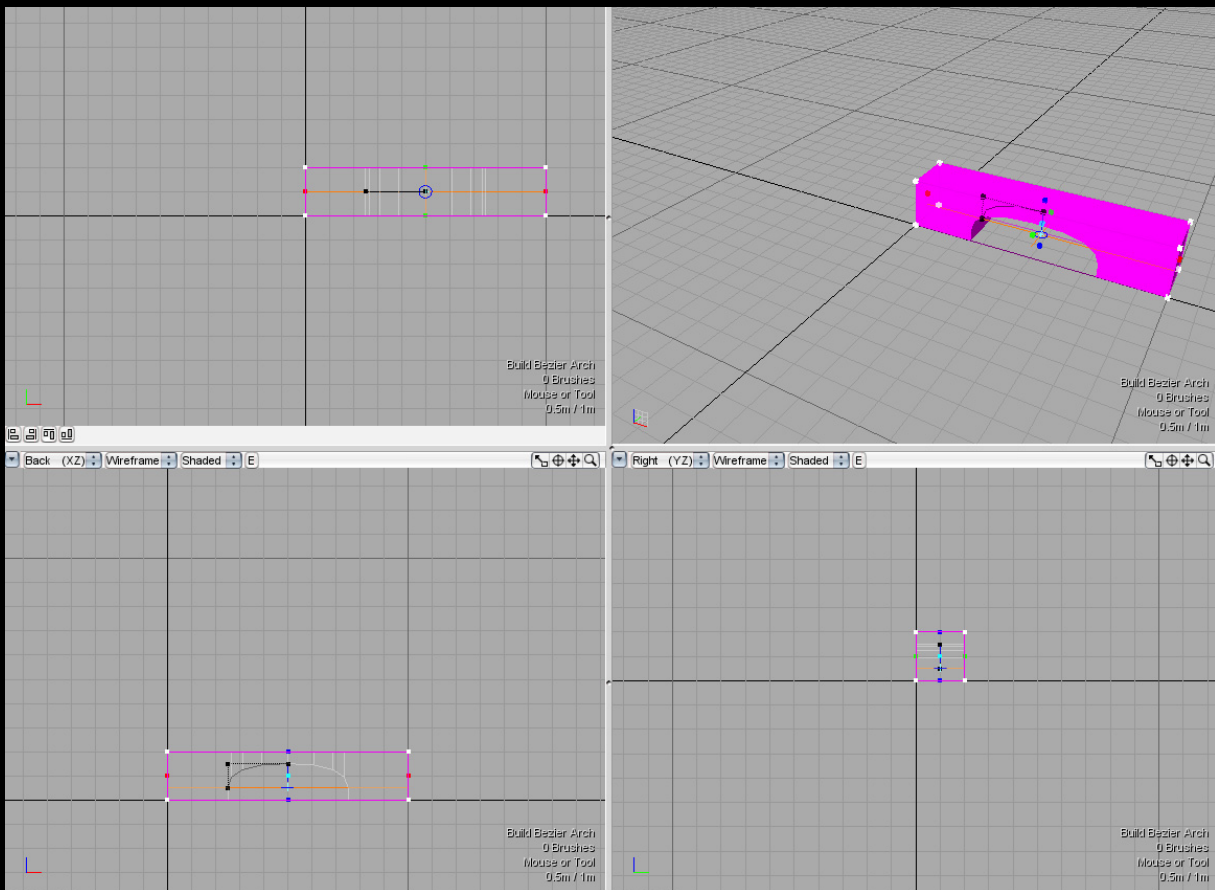 Build Bezier Arch
0 Brushes
Mouse or Tool
0.5m / 1m
Build Bezier Arch
0 Brushes
Mouse or Tool
0.5m / 1m
Back (XZ) Wireframe Shaded E
Right (YZ) Wireframe Shaded E
Build Bezier Arch
0 Brushes
Mouse or Tool
0.5m / 1m
Build Bezier Arch
0 Brushes
Mouse or Tool
0.5m / 1m